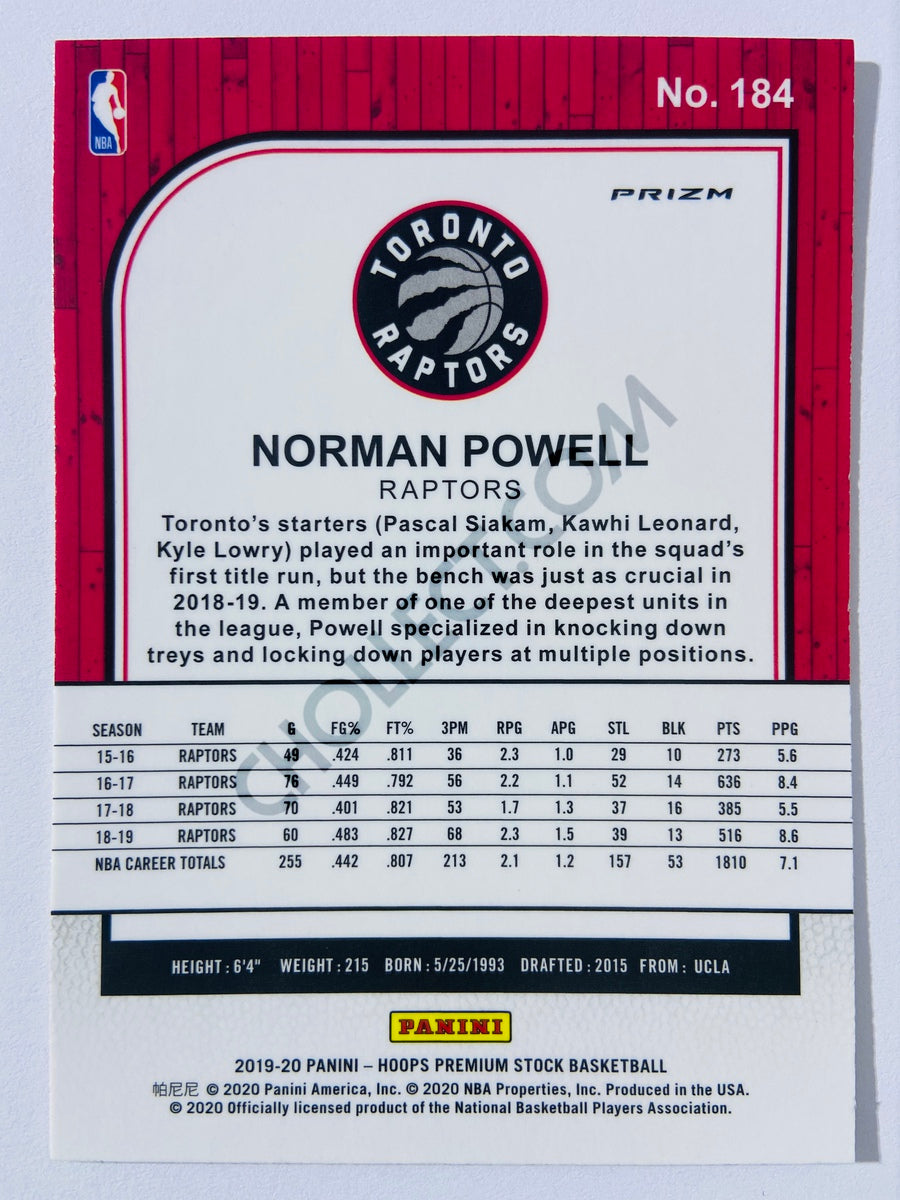 No. 184
NBA
PRIZM
TORONTO
RAPTORS
NORMAN POWELL
RAPTORS
Toronto's starters (Pascal Siakam, Kawhi Leonard,
Kyle Lowry) played an important role in the squad's
first title run, but the bench was just as crucial in
2018-19. A member of one of the deepest units in
the league, Powell specialized in knocking down
treys and locking down players at multiple positions.
CHOLLECT.COM
SEASON TEAM G FG% FT% 3PM RPG APG STL BLK PTS PPG
15-16 RAPTORS 49 .424 .811 36 2.3 1.0 29 10 273 5.6
16-17 RAPTORS 76 .449 .792 56 2.2 1.1 52 14 636 8.4
17-18 RAPTORS 70 .401 .821 53 1.7 1.3 37 16 385 5.5
18-19 RAPTORS 60 .483 .827 68 2.3 1.5 39 13 516 8.6
NBA CAREER TOTALS 255 .442 .807 213 2.1 1.2 157 53 1810 7.1
HEIGHT: 6'4" WEIGHT: 215 BORN: 5/25/1993 DRAFTED: 2015 FROM: UCLA
PANINI
2019-20 PANINI – HOOPS PREMIUM STOCK BASKETBALL
帕尼尼 © 2020 Panini America, Inc. © 2020 NBA Properties, Inc. Produced in the USA.
© 2020 Officially licensed product of the National Basketball Players Association.